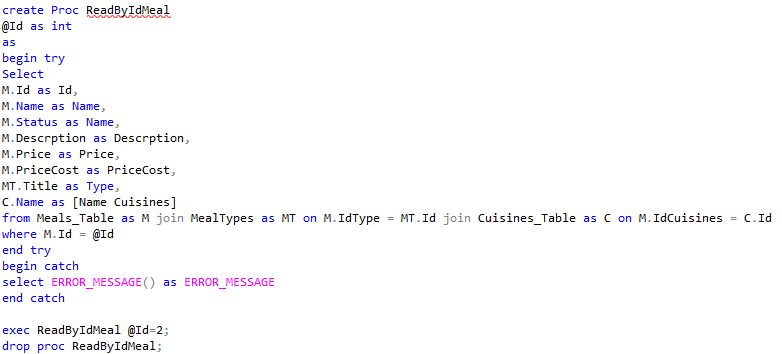 create Proc ReadByIdMeal
@Id as int
as
begin try
Select
M.Id as Id,
M.Name as Name,
M.Status as Name,
M.Descrption as Descrption,
M.Price as Price,
M.PriceCost as PriceCost,
MT.Title as Type,
C.Name as [Name Cuisines]
from Meals_Table as M join MealTypes as MT on M.IdType = MT.Id join Cuisines_Table as C on M.IdCuisines = C.Id
where M.Id = @Id
end try
begin catch
select ERROR_MESSAGE() as ERROR_MESSAGE
end catch

exec ReadByIdMeal @Id=2;
drop proc ReadByIdMeal;